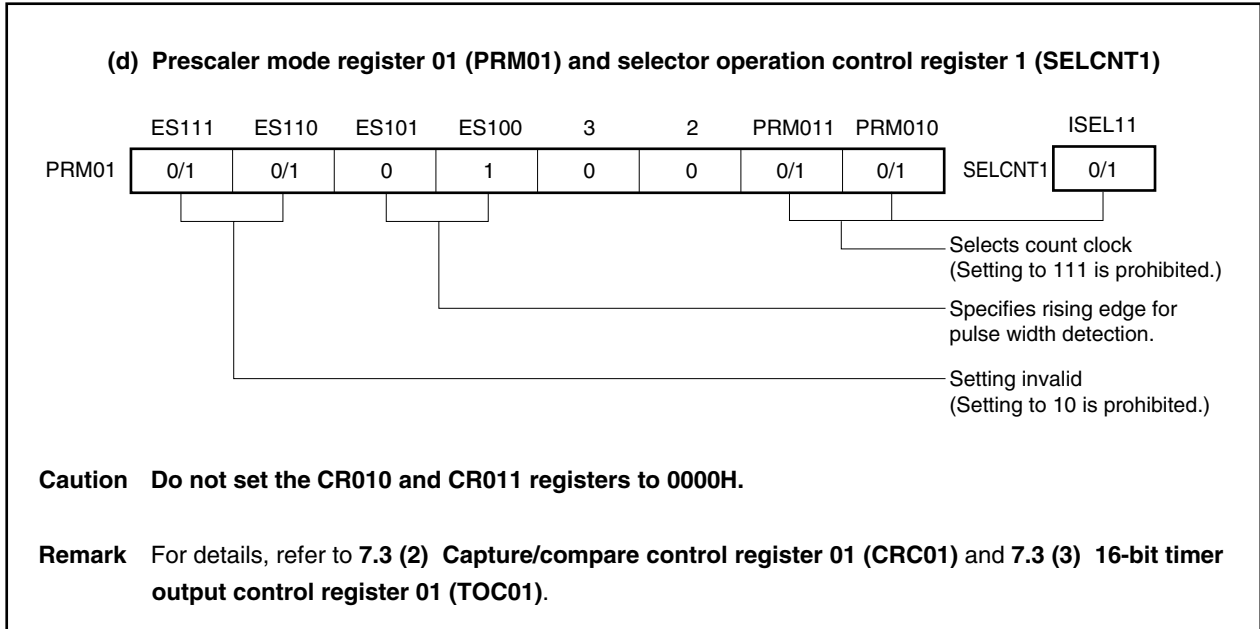 (d) Prescaler mode register 01 (PRM01) and selector operation control register 1 (SELCNT1)
ES111 ES110 ES101 ES100 3 2 PRM011 PRM010 ISEL11
PRM01 0/1 0/1 0 1 0 0 0/1 0/1 SELCNT1 0/1
Selects count clock
(Setting to 111 is prohibited.)
Specifies rising edge for
pulse width detection.
Setting invalid
(Setting to 10 is prohibited.)
Caution Do not set the CR010 and CR011 registers to 0000H.
Remark For details, refer to 7.3 (2) Capture/compare control register 01 (CRC01) and 7.3 (3) 16-bit timer
output control register 01 (TOC01).